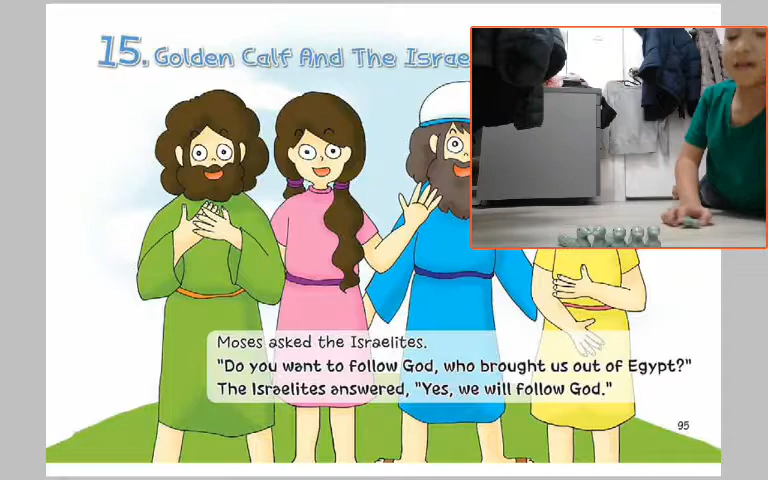 15. Golden Calf And The Israe
Moses asked the Israelites.
"Do you want to follow God, who brought us out of Egypt?"
The Israelites answered, "Yes, we will follow God."
95